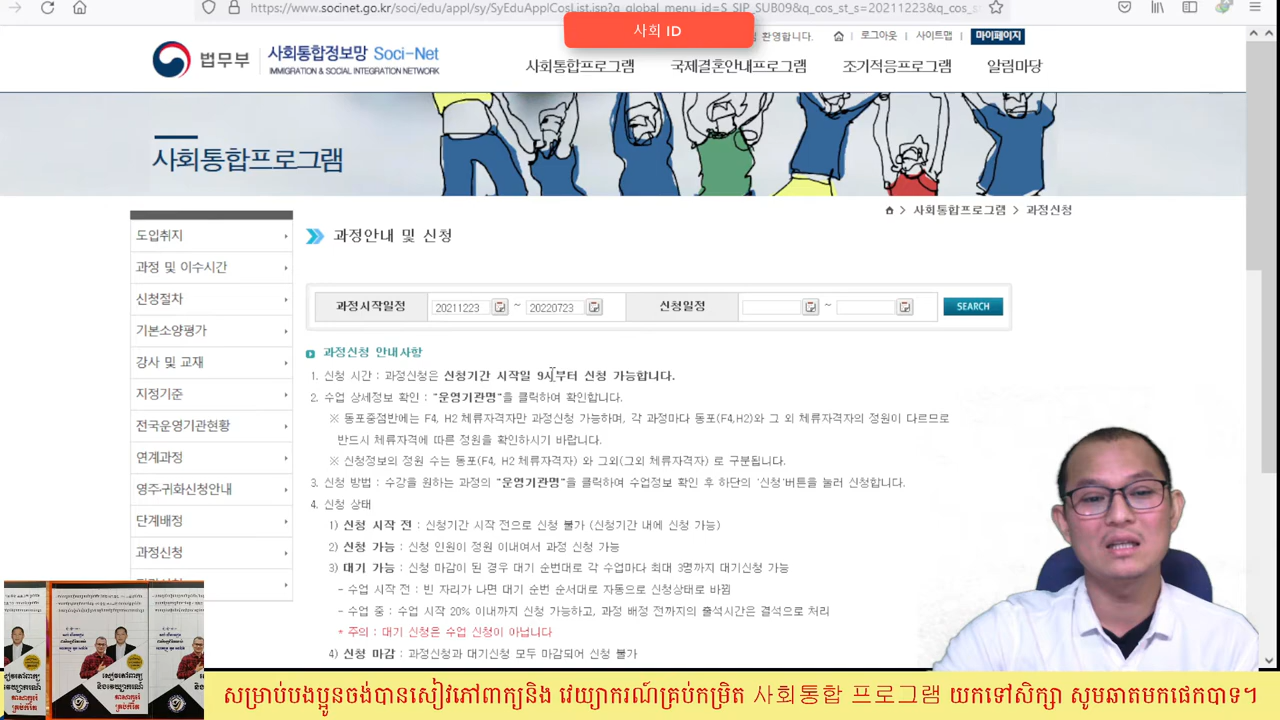 https://www.socinet.go.kr/soci/edu/appl/sy/SyEduApplCosList.jsp?q_global_menu_id=S_SIP_SUB09&q_cos_st_s=20211223&q_cos_s
사회 ID
환영합니다. | 로그아웃 | 사이트맵 | 마이페이지
법무부 사회통합정보망 Soci-Net
IMMIGRATION & SOCIAL INTEGRATION NETWORK
사회통합프로그램 국제결혼안내프로그램 조기적응프로그램 알림마당
사회통합프로그램
> 사회통합프로그램 > 과정신청
도입취지
과정 및 이수시간
신청절차
기본소양평가
강사 및 교재
지정기준
전국운영기관현황
연계과정
영주·귀화신청안내
단계배정
과정신청
과정안내 및 신청
과정시작일정 20211223 ~ 20220723 신청일정 ~ SEARCH
과정신청 안내사항
1. 신청 시간 : 과정신청은 신청기간 시작일 9시부터 신청 가능합니다.
2. 수업 상세정보 확인 : "운영기관명"을 클릭하여 확인합니다.
※ 동포중점반에는 F4, H2 체류자격자만 과정신청 가능하며, 각 과정마다 동포(F4,H2)와 그 외 체류자격자의 정원이 다르므로
반드시 체류자격에 따른 정원을 확인하시기 바랍니다.
※ 신청정보의 정원 수는 동포(F4, H2 체류자격자) 와 그외(그외 체류자격자) 로 구분됩니다.
3. 신청 방법 : 수강을 원하는 과정의 "운영기관명"을 클릭하여 수업정보 확인 후 하단의 '신청'버튼을 눌러 신청합니다.
4. 신청 상태
1) 신청 시작 전 : 신청기간 시작 전으로 신청 불가 (신청기간 내에 신청 가능)
2) 신청 가능 : 신청 인원이 정원 이내여서 과정 신청 가능
3) 대기 가능 : 신청 마감이 된 경우 대기 순번대로 각 수업마다 최대 3명까지 대기신청 가능
- 수업 시작 전 : 빈 자리가 나면 대기 순번 순서대로 자동으로 신청상태로 바뀜
- 수업 중 : 수업 시작 20% 이내까지 신청 가능하고, 과정 배정 전까지의 출석시간은 결석으로 처리
* 주의 : 대기 신청은 수업 신청이 아닙니다
4) 신청 마감 : 과정신청과 대기신청 모두 마감되어 신청 불가
សម្រាប់បងប្អូនចង់បានសៀវភៅពាក្យនិង វេយ្យាករណ៍គ្រប់កម្រិត 사회통합 프로그램 យកទៅសិក្សា សូមឆាតមកផេកបាទ។